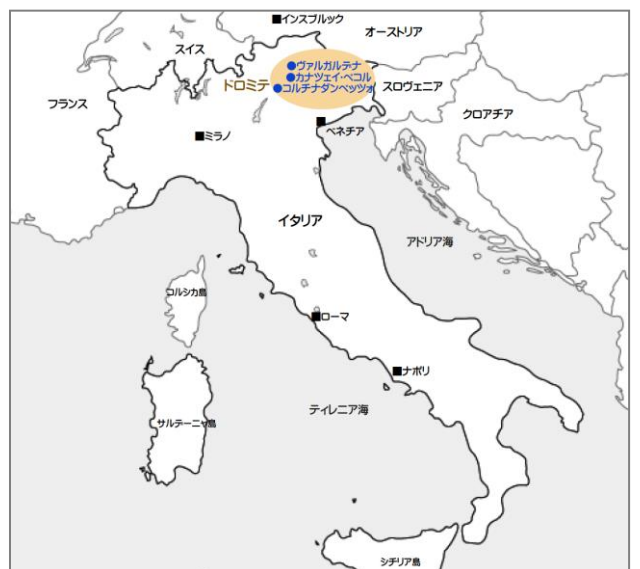 ■インスブルック
オーストリア
スイス
●ヴァルガルテナ
●カナツェイ・ペコル
ドロミテ
●コルチナダンペッツォ
スロヴェニア
フランス
クロアチア
■ミラノ
■ベネチア
イタリア
アドリア海
コルシカ島
■ローマ
■ナポリ
ティレニア海
サルデーニャ島
シチリア島